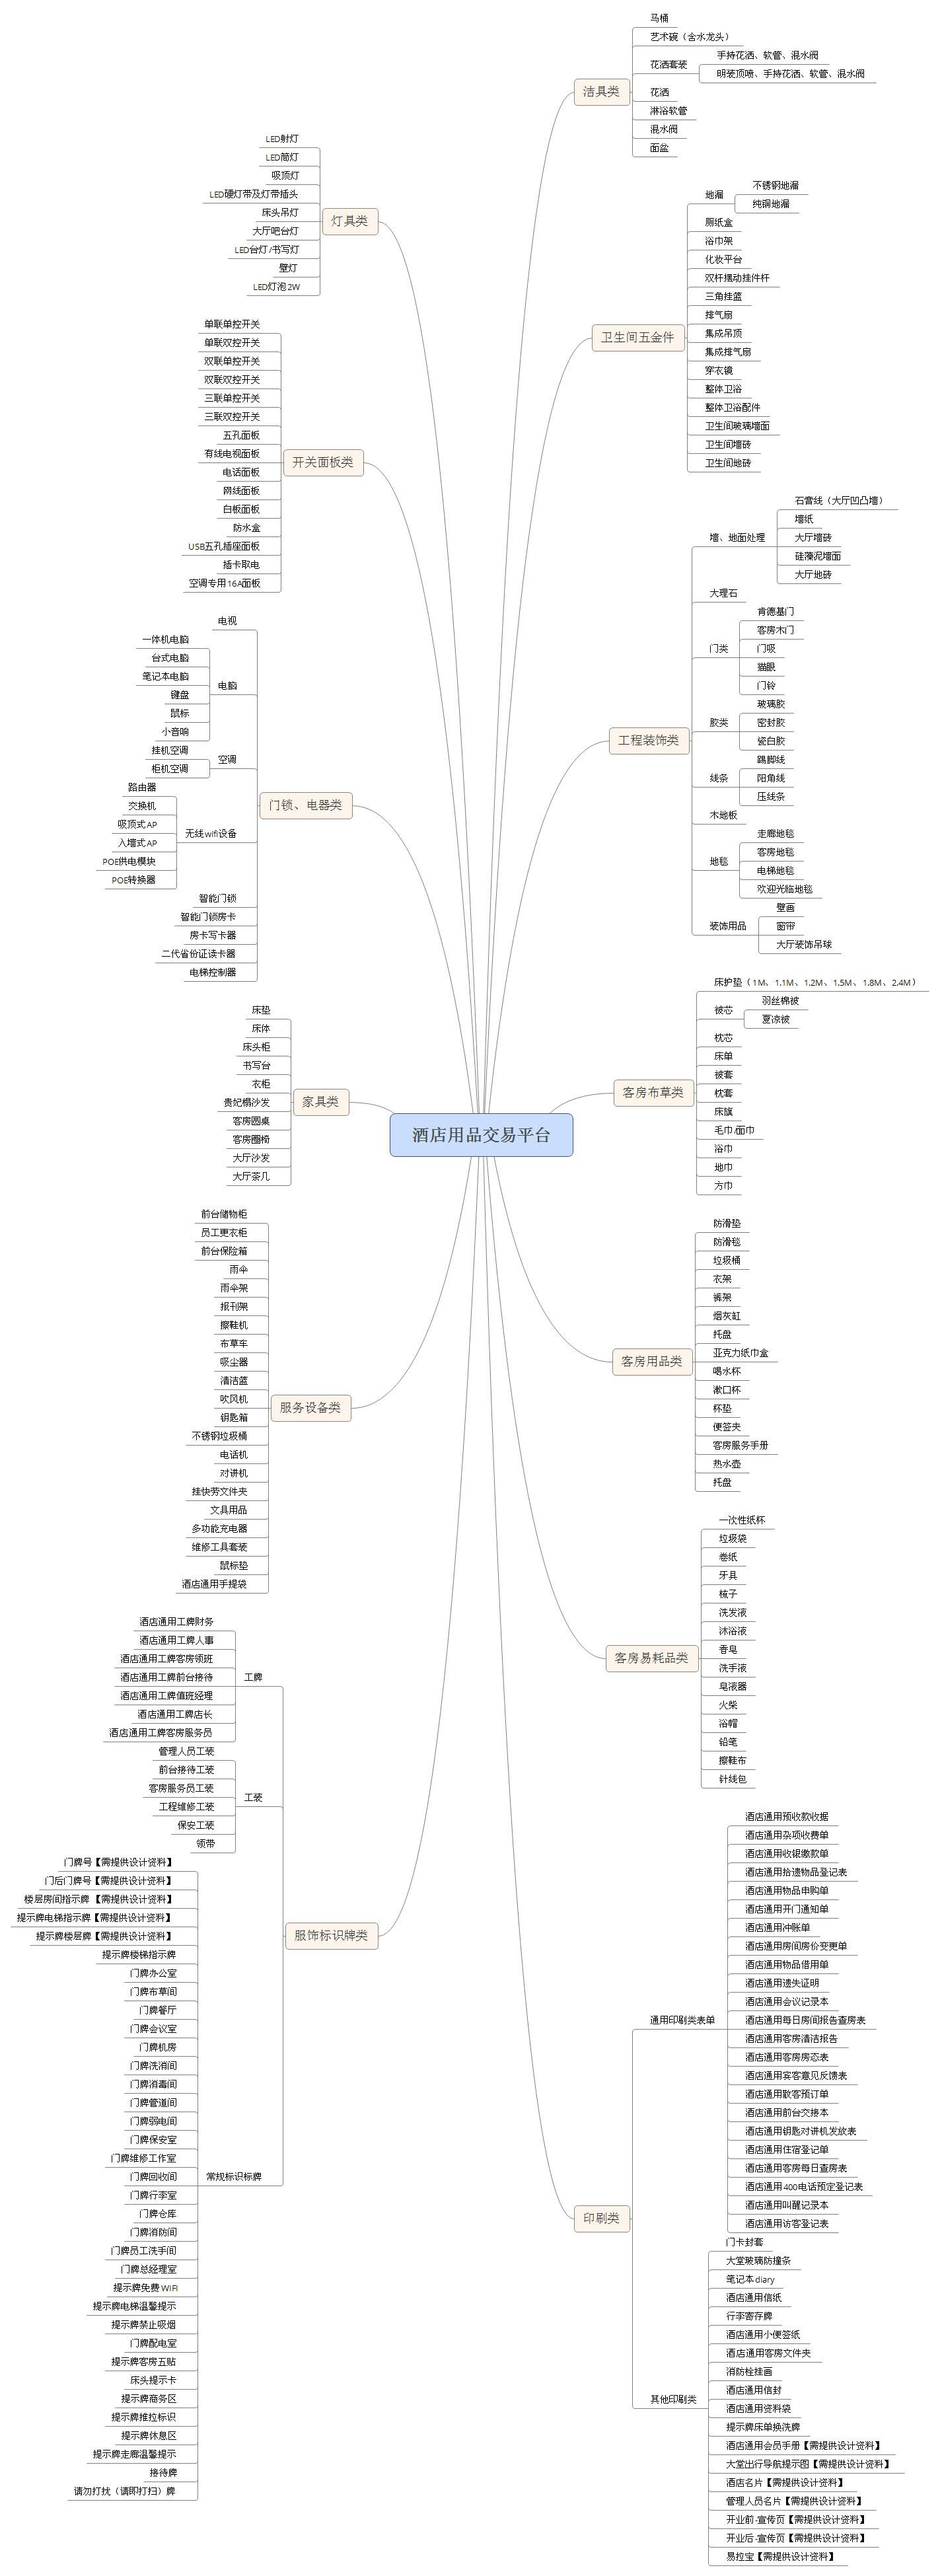 酒店用品交易平台
洁具类
马桶
艺术碗（含水龙头）
花洒套装
手持花洒、软管、混水阀
明装顶喷、手持花洒、软管、混水阀
花洒
淋浴软管
混水阀
面盆
卫生间五金件
地漏
不锈钢地漏
纯铜地漏
厕纸盒
浴巾架
化妆平台
双杆摆动挂件杆
三角挂篮
排气扇
集成吊顶
集成排气扇
穿衣镜
整体卫浴
整体卫浴配件
卫生间玻璃墙面
卫生间墙砖
卫生间地砖
工程装饰类
墙、地面处理
石膏线（大厅凹凸墙）
墙纸
大厅墙砖
硅藻泥墙面
大厅地砖
大理石
门类
肯德基门
客房木门
门吸
猫眼
门铃
胶类
玻璃胶
密封胶
瓷白胶
线条
踢脚线
阳角线
压线条
木地板
地毯
走廊地毯
客房地毯
电梯地毯
欢迎光临地毯
装饰用品
壁画
窗帘
大厅装饰吊球
客房布草类
床护垫（1M、1.1M、1.2M、1.5M、1.8M、2.4M）
被芯
羽丝棉被
夏凉被
枕芯
床单
被套
枕套
床旗
毛巾/面巾
浴巾
地巾
方巾
客房用品类
防滑垫
防滑毯
垃圾桶
衣架
裤架
烟灰缸
托盘
亚克力纸巾盒
喝水杯
漱口杯
杯垫
便签夹
客房服务手册
热水壶
托盘
客房易耗品类
一次性纸杯
垃圾袋
卷纸
牙具
梳子
洗发液
沐浴液
香皂
洗手液
皂液器
火柴
浴帽
铅笔
擦鞋布
针线包
印刷类
通用印刷类表单
酒店通用预收款收据
酒店通用杂项收费单
酒店通用收银缴款单
酒店通用拾遗物品登记表
酒店通用物品申购单
酒店通用开门通知单
酒店通用冲账单
酒店通用房间房价变更单
酒店通用物品借用单
酒店通用遗失证明
酒店通用会议记录本
酒店通用每日房间报告查房表
酒店通用客房清洁报告
酒店通用客房房态表
酒店通用宾客意见反馈表
酒店通用散客预订单
酒店通用前台交接本
酒店通用钥匙对讲机发放表
酒店通用住宿登记单
酒店通用客房每日查房表
酒店通用400电话预定登记表
酒店通用叫醒记录本
酒店通用访客登记表
其他印刷类
门卡封套
大堂玻璃防撞条
笔记本diary
酒店通用信纸
行李寄存牌
酒店通用小便签纸
酒店通用客房文件夹
消防栓挂画
酒店通用信封
酒店通用资料袋
提示牌床单换洗牌
酒店通用会员手册【需提供设计资料】
大堂出行导航提示图【需提供设计资料】
酒店名片【需提供设计资料】
管理人员名片【需提供设计资料】
开业前-宣传页【需提供设计资料】
开业后-宣传页【需提供设计资料】
易拉宝【需提供设计资料】
灯具类
LED射灯
LED筒灯
吸顶灯
LED硬灯带及灯带插头
床头吊灯
大厅吧台灯
LED台灯/书写灯
壁灯
LED灯泡2W
开关面板类
单联单控开关
单联双控开关
双联单控开关
双联双控开关
三联单控开关
三联双控开关
五孔面板
有线电视面板
电话面板
网线面板
白板面板
防水盒
USB五孔插座面板
插卡取电
空调专用16A面板
门锁、电器类
电视
电脑
一体机电脑
台式电脑
笔记本电脑
键盘
鼠标
小音响
空调
挂机空调
柜机空调
无线wifi设备
路由器
交换机
吸顶式AP
入墙式AP
POE供电模块
POE转换器
智能门锁
智能门锁房卡
房卡写卡器
二代省份证读卡器
电梯控制器
家具类
床垫
床体
床头柜
书写台
衣柜
贵妃榻沙发
客房圆桌
客房圈椅
大厅沙发
大厅茶几
服务设备类
前台储物柜
员工更衣柜
前台保险箱
雨伞
雨伞架
报刊架
擦鞋机
布草车
吸尘器
清洁篮
吹风机
钥匙箱
不锈钢垃圾桶
电话机
对讲机
挂快劳文件夹
文具用品
多功能充电器
维修工具套装
鼠标垫
酒店通用手提袋
服饰标识牌类
工牌
酒店通用工牌财务
酒店通用工牌人事
酒店通用工牌客房领班
酒店通用工牌前台接待
酒店通用工牌值班经理
酒店通用工牌店长
酒店通用工牌客房服务员
工装
管理人员工装
前台接待工装
客房服务员工装
工程维修工装
保安工装
领带
常规标识标牌
门牌号【需提供设计资料】
门后门牌号【需提供设计资料】
楼层房间指示牌【需提供设计资料】
提示牌电梯指示牌【需提供设计资料】
提示牌楼层牌【需提供设计资料】
提示牌楼梯指示牌
门牌办公室
门牌布草间
门牌餐厅
门牌会议室
门牌机房
门牌洗消间
门牌消毒间
门牌管道间
门牌弱电间
门牌保安室
门牌维修工作室
门牌回收间
门牌行李室
门牌仓库
门牌消防间
门牌员工洗手间
门牌总经理室
提示牌免费WIFI
提示牌电梯温馨提示
提示牌禁止吸烟
门牌配电室
提示牌客房五贴
床头提示卡
提示牌商务区
提示牌推拉标识
提示牌休息区
提示牌走廊温馨提示
接待牌
请勿打扰（请即打扫）牌